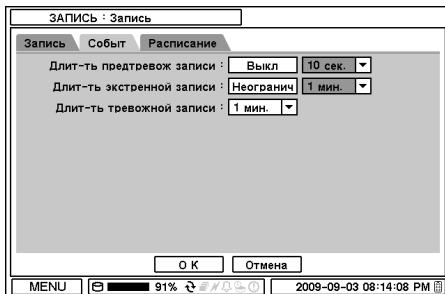 ЗАПИСЬ : Запись
Запись Событ Расписание
Длит-ть предтревож записи : Выкл 10 сек.
Длит-ть экстренной записи : Неогранич 1 мин.
Длит-ть тревожной записи : 1 мин.
O K Отмена
MENU 91% 2009-09-03 08:14:08 PM